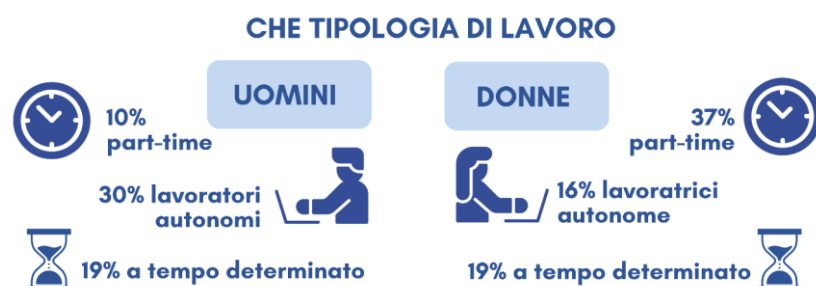 CHE TIPOLOGIA DI LAVORO
UOMINI
10%
part-time
30% lavoratori
autonomi
19% a tempo determinato
DONNE
37%
part-time
16% lavoratrici
autonome
19% a tempo determinato